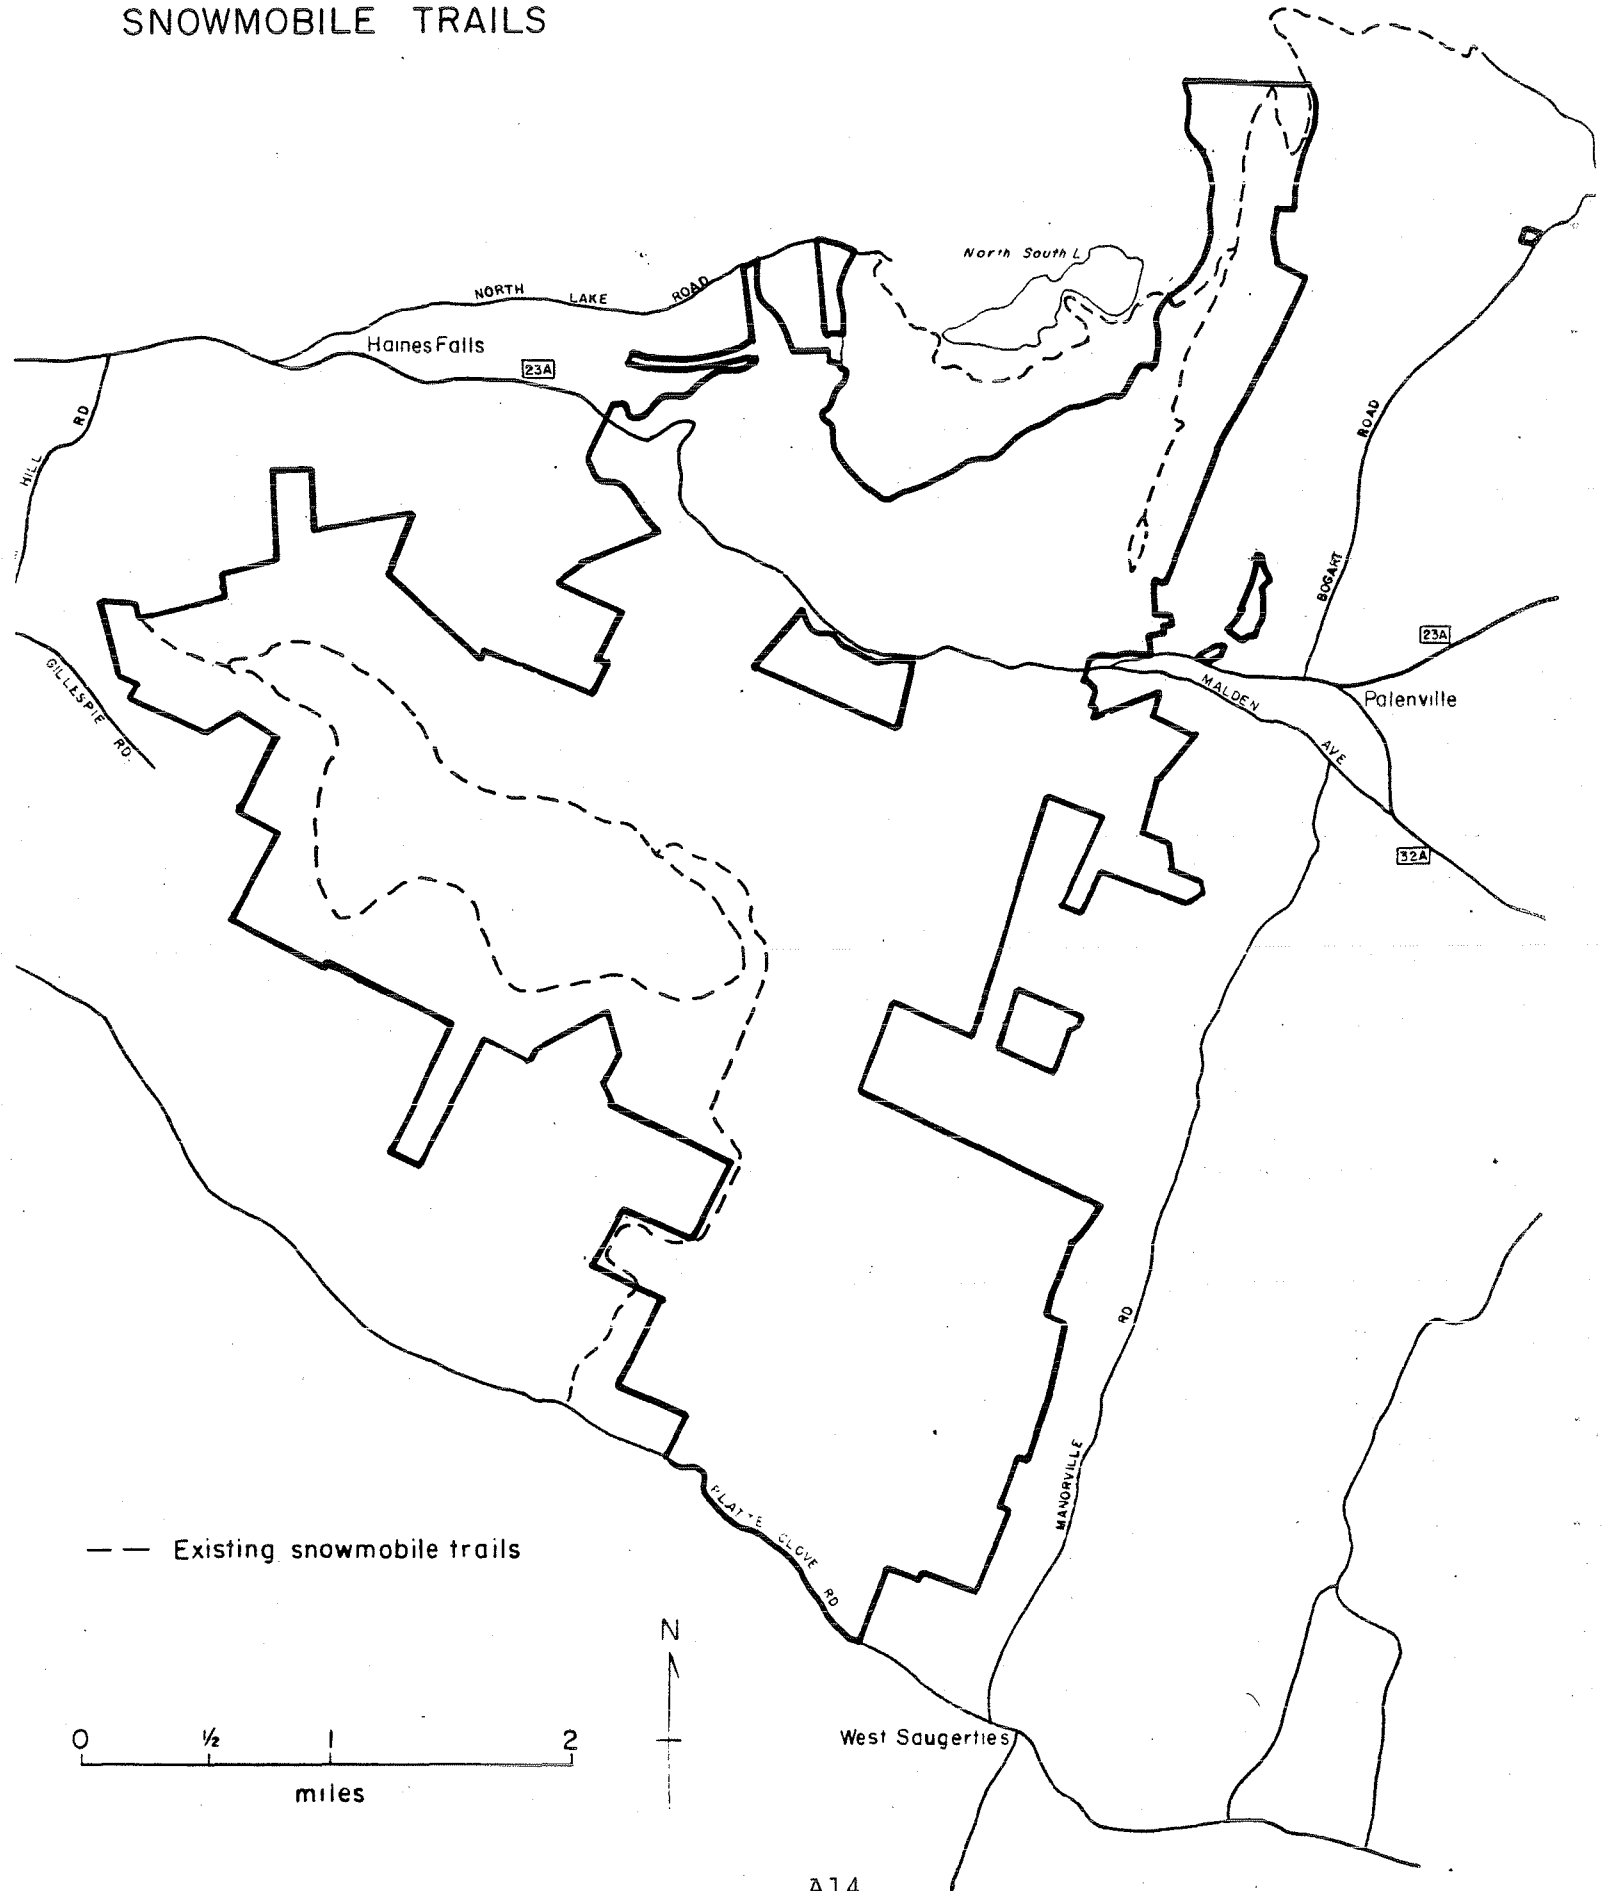 SNOWMOBILE TRAILS
North South L
NORTH LAKE ROAD
Haines Falls
23A
HILL RD
ROAD
BOGART
23A
GILLESPIE RD.
MALDEN AVE
Palenville
32A
RD
MANORVILLE
PLATTE CLOVE RD
— — Existing snowmobile trails
N
0 ½ 1 2
miles
West Saugerties
A14